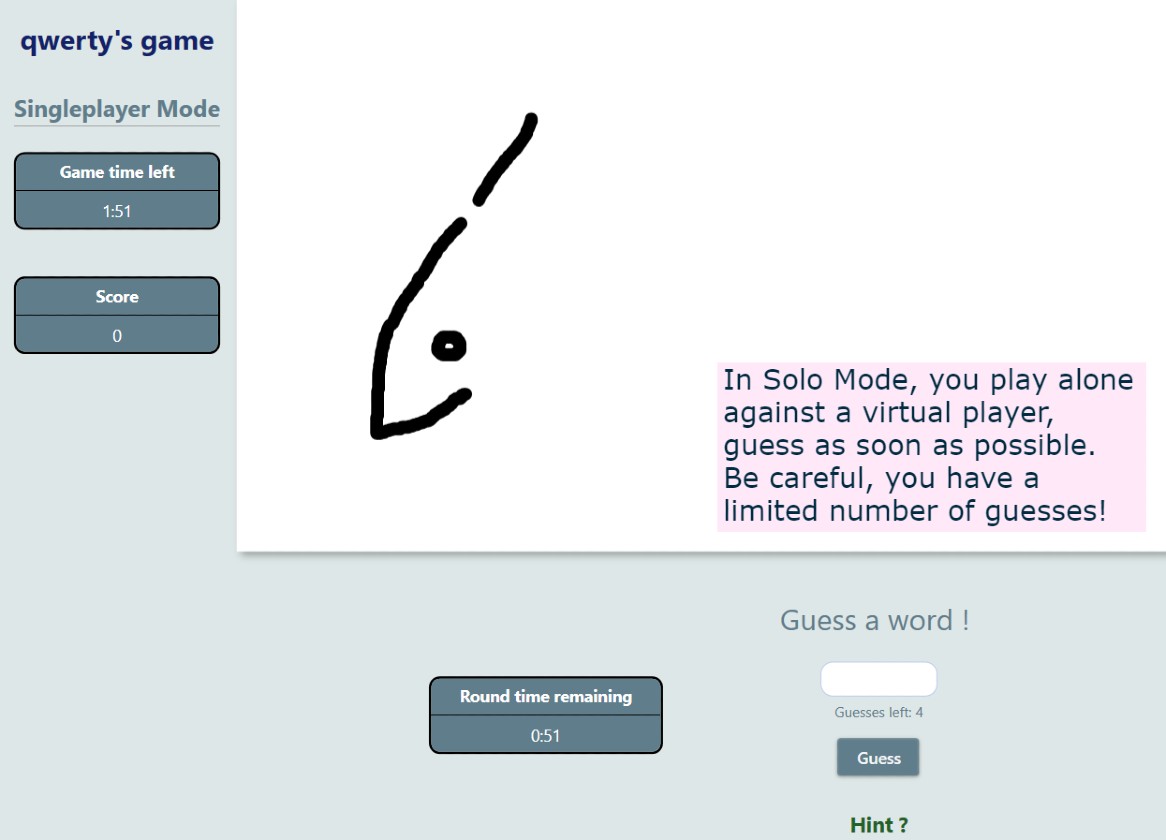 qwerty's game
Singleplayer Mode
Game time left
1:51
Score
0
In Solo Mode, you play alone
against a virtual player,
guess as soon as possible.
Be careful, you have a
limited number of guesses!
Guess a word !
Guesses left: 4
Guess
Hint ?
Round time remaining
0:51